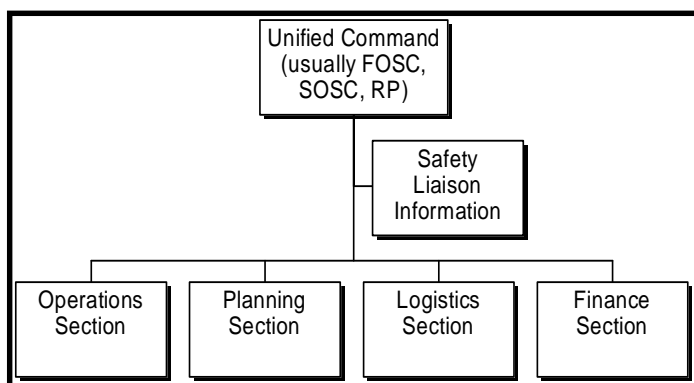 Unified Command
(usually FOSC,
SOSC, RP)
Safety
Liaison
Information
Operations
Section
Planning
Section
Logistics
Section
Finance
Section